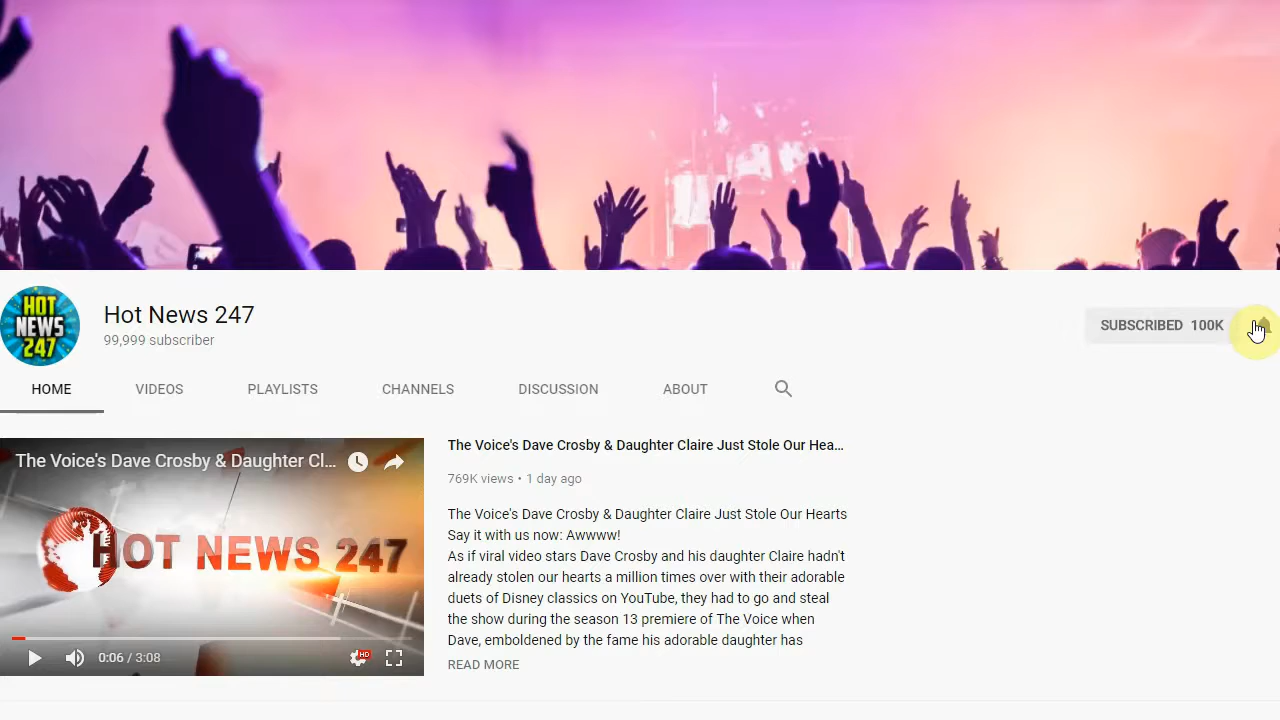 HOT
NEWS
247
Hot News 247
99,999 subscriber
SUBSCRIBED 100K
HOME VIDEOS PLAYLISTS CHANNELS DISCUSSION ABOUT
The Voice's Dave Crosby & Daughter Cl...
HOT NEWS 247
0:06 / 3:08
HD
The Voice's Dave Crosby & Daughter Claire Just Stole Our Hea...
769K views • 1 day ago
The Voice's Dave Crosby & Daughter Claire Just Stole Our Hearts
Say it with us now: Awwww!
As if viral video stars Dave Crosby and his daughter Claire hadn't
already stolen our hearts a million times over with their adorable
duets of Disney classics on YouTube, they had to go and steal
the show during the season 13 premiere of The Voice when
Dave, emboldened by the fame his adorable daughter has
READ MORE